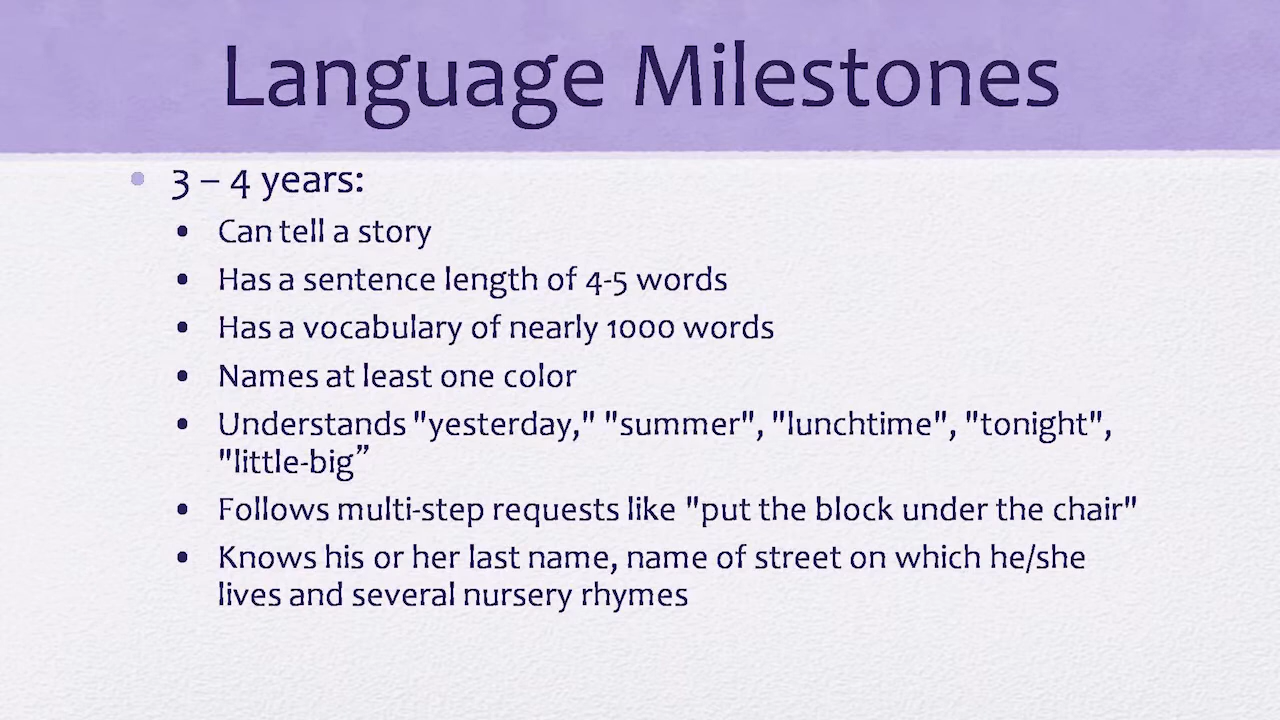 Language Milestones
• 3 – 4 years:
• Can tell a story
• Has a sentence length of 4-5 words
• Has a vocabulary of nearly 1000 words
• Names at least one color
• Understands "yesterday," "summer", "lunchtime", "tonight",
"little-big”
• Follows multi-step requests like "put the block under the chair"
• Knows his or her last name, name of street on which he/she
lives and several nursery rhymes